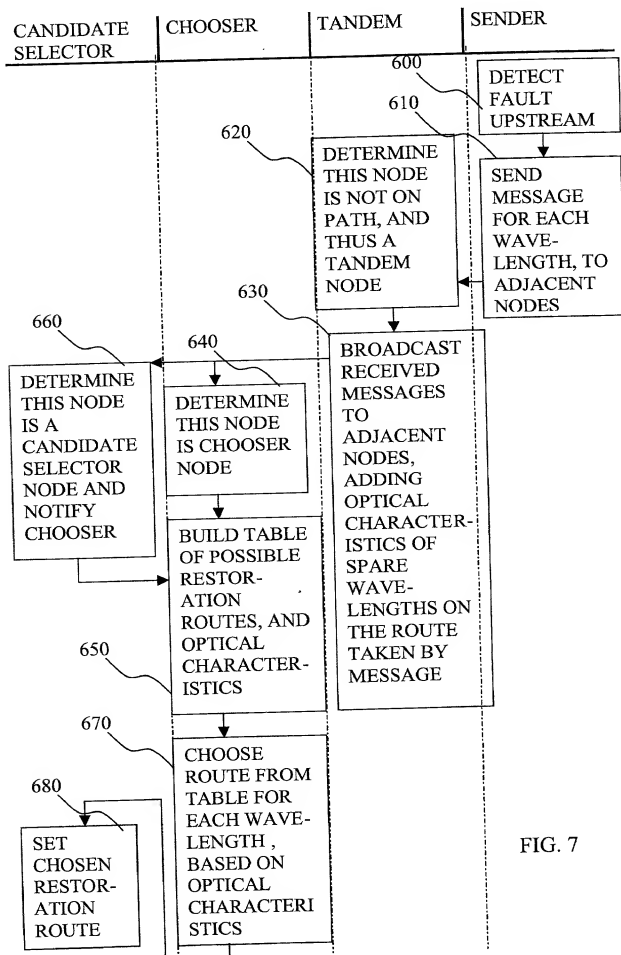 CANDIDATE
SELECTOR
CHOOSER
TANDEM
SENDER
600
DETECT
FAULT
UPSTREAM
610
SEND
MESSAGE
FOR EACH
WAVE-
LENGTH, TO
ADJACENT
NODES
620
DETERMINE
THIS NODE
IS NOT ON
PATH, AND
THUS A
TANDEM
NODE
630
BROADCAST
RECEIVED
MESSAGES
TO
ADJACENT
NODES,
ADDING
OPTICAL
CHARACTER-
ISTICS OF
SPARE
WAVE-
LENGTHS ON
THE ROUTE
TAKEN BY
MESSAGE
660
DETERMINE
THIS NODE
IS A
CANDIDATE
SELECTOR
NODE AND
NOTIFY
CHOOSER
640
DETERMINE
THIS NODE
IS CHOOSER
NODE
BUILD TABLE
OF POSSIBLE
RESTOR-
ATION
ROUTES, AND
OPTICAL
CHARACTER-
ISTICS
650
670
CHOOSE
ROUTE FROM
TABLE FOR
EACH WAVE-
LENGTH ,
BASED ON
OPTICAL
CHARACTERI
STICS
680
SET
CHOSEN
RESTOR-
ATION
ROUTE
FIG. 7